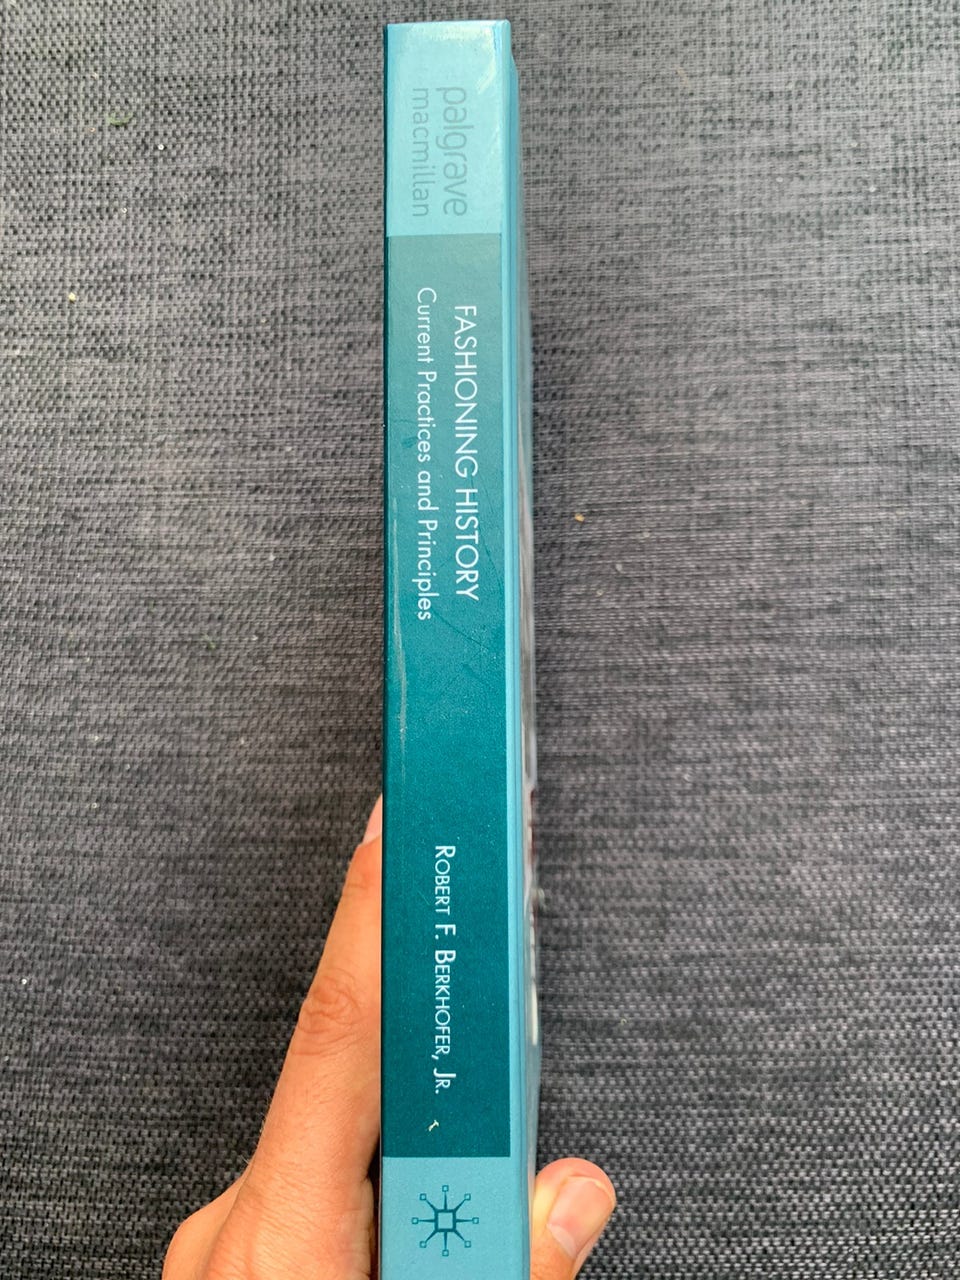 palgrave
macmillan
FASHIONING HISTORY
Current Practices and Principles
ROBERT F. BERKHOFER, JR.